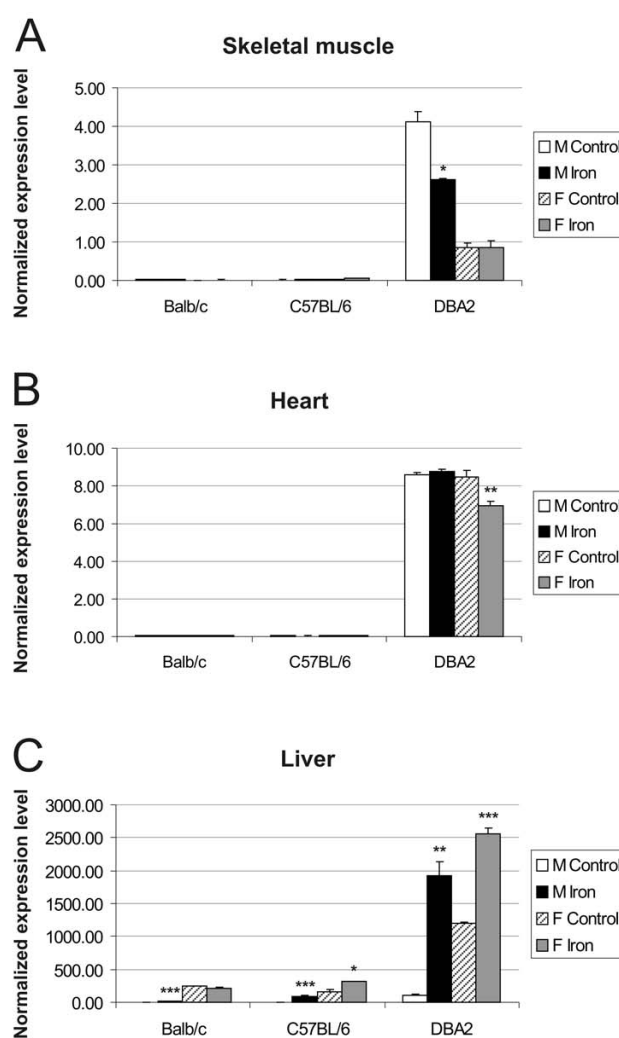 A
Skeletal muscle
Normalized expression level
5.00
4.00
3.00
2.00
1.00
0.00
*
Balb/c
C57BL/6
DBA2
M Control
M Iron
F Control
F Iron
B
Heart
Normalized expression level
10.00
8.00
6.00
4.00
2.00
0.00
**
Balb/c
C57BL/6
DBA2
M Control
M Iron
F Control
F Iron
C
Liver
Normalized expression level
3000.00
2500.00
2000.00
1500.00
1000.00
500.00
0.00
***
***
*
**
***
Balb/c
C57BL/6
DBA2
M Control
M Iron
F Control
F Iron